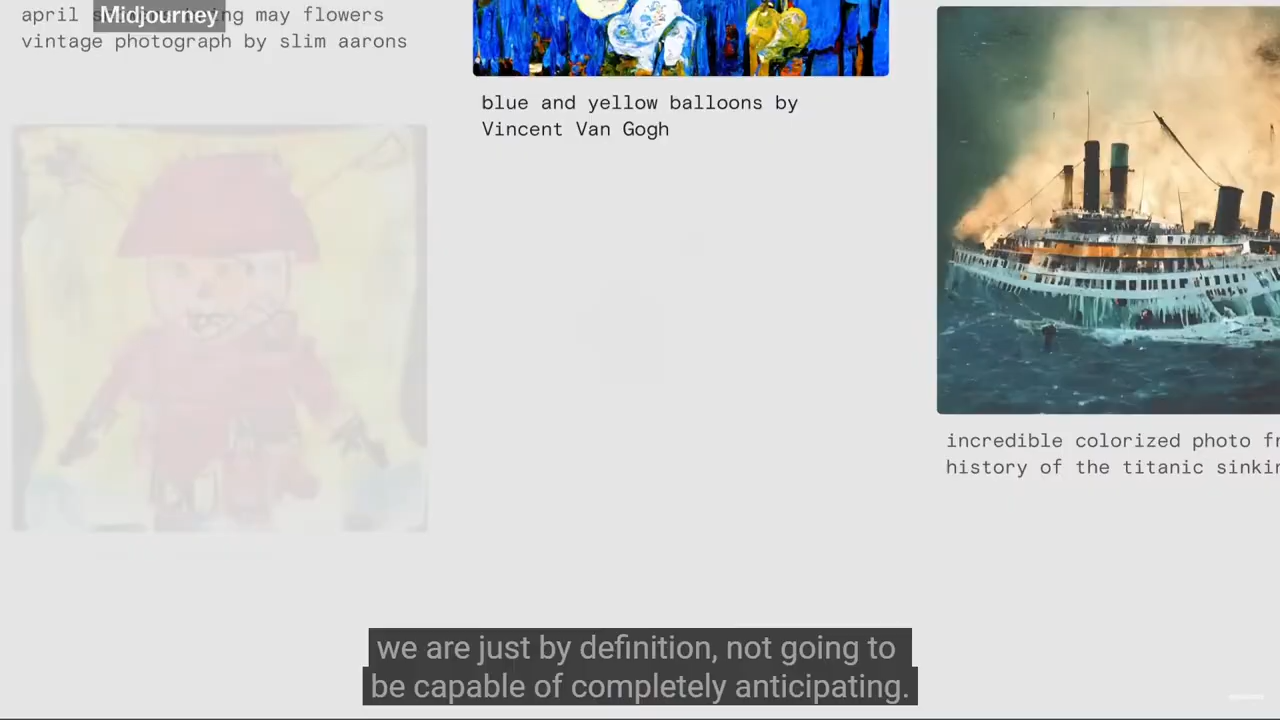 april s ing may flowers
Midjourney
vintage photograph by slim aarons
blue and yellow balloons by
Vincent Van Gogh
incredible colorized photo fr
history of the titanic sinkin
we are just by definition, not going to
be capable of completely anticipating.